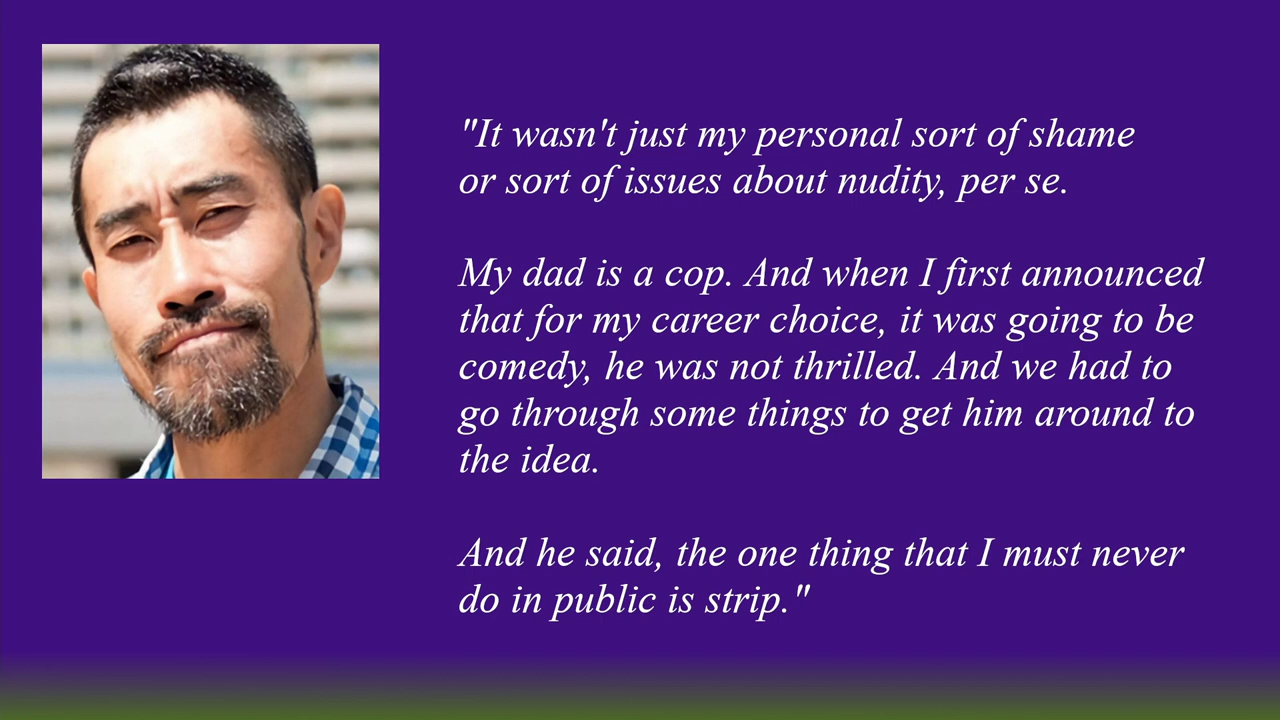 "It wasn't just my personal sort of shame
or sort of issues about nudity, per se.
My dad is a cop. And when I first announced
that for my career choice, it was going to be
comedy, he was not thrilled. And we had to
go through some things to get him around to
the idea.
And he said, the one thing that I must never
do in public is strip."